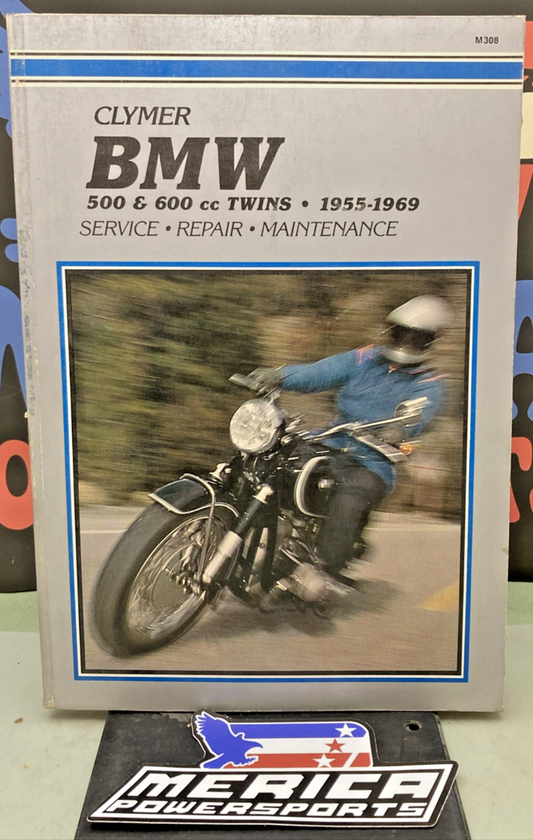 M308
CLYMER
BMW
500 & 600 cc TWINS • 1955-1969
SERVICE • REPAIR • MAINTENANCE
MERICA
POWERSPORTS